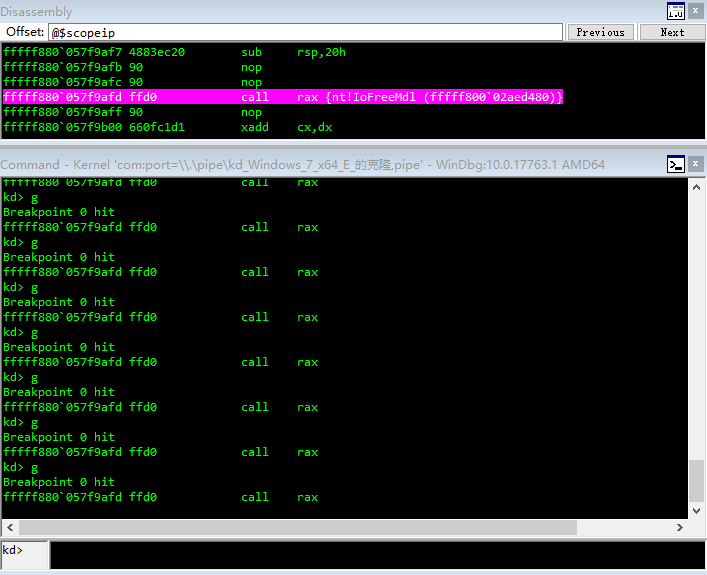 Disassembly
Offset: @$scopeip Previous Next
fffff880`057f9af7 4883ec20 sub rsp,20h
fffff880`057f9afb 90 nop
fffff880`057f9afc 90 nop
fffff880`057f9afd ffd0 call rax {nt!IoFreeMdl (fffff800`02aed480)}
fffff880`057f9aff 90 nop
fffff880`057f9b00 660fc1d1 xadd cx,dx
Command - Kernel 'com:port=\\.\pipe\kd_Windows_7_x64_E_的克隆,pipe' - WinDbg:10.0.17763.1 AMD64
fffff880`057f9afd ffd0 call rax
kd> g
Breakpoint 0 hit
fffff880`057f9afd ffd0 call rax
kd> g
Breakpoint 0 hit
fffff880`057f9afd ffd0 call rax
kd> g
Breakpoint 0 hit
fffff880`057f9afd ffd0 call rax
kd> g
Breakpoint 0 hit
fffff880`057f9afd ffd0 call rax
kd> g
Breakpoint 0 hit
fffff880`057f9afd ffd0 call rax
kd> g
Breakpoint 0 hit
fffff880`057f9afd ffd0 call rax
kd> g
Breakpoint 0 hit
fffff880`057f9afd ffd0 call rax
kd>